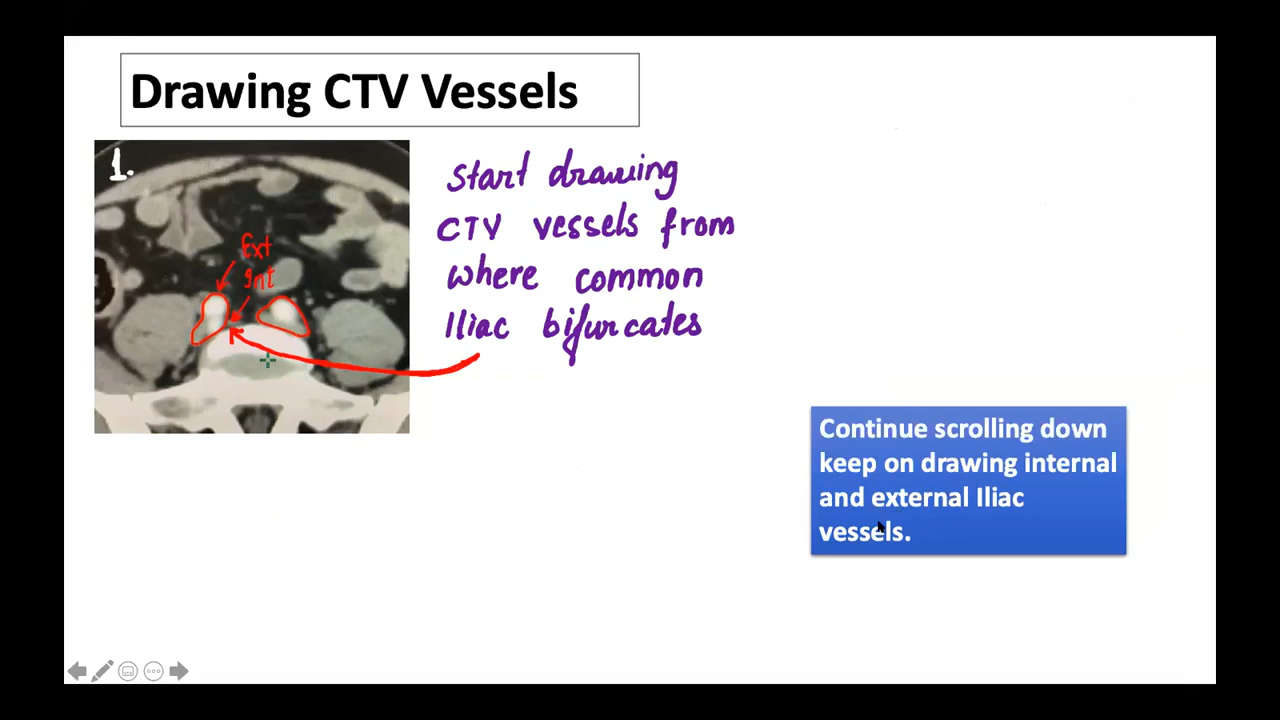 Drawing CTV Vessels
1.
Ext
Int
Start drawing
CTV vessels from
where common
Iliac bifurcates
Continue scrolling down
keep on drawing internal
and external Iliac
vessels.